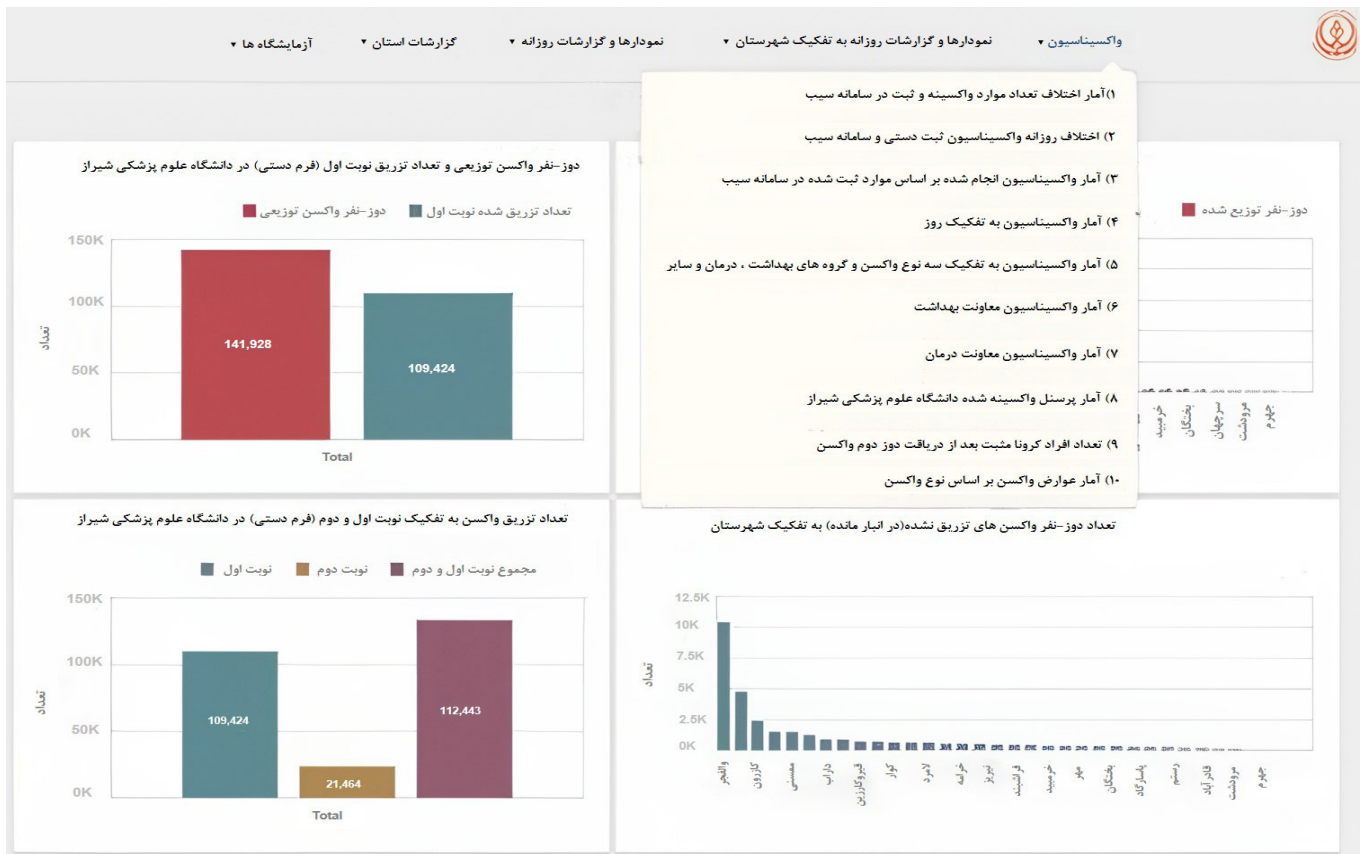 واکسیناسیون ▾
نمودارها و گزارشات روزانه به تفکیک شهرستان ▾
نمودارها و گزارشات روزانه ▾
گزارشات استان ▾
آزمایشگاه ها ▾
۱)آمار اختلاف تعداد موارد واکسینه و ثبت در سامانه سیب
۲) اختلاف روزانه واکسیناسیون ثبت دستی و سامانه سیب
۳) آمار واکسیناسیون انجام شده بر اساس موارد ثبت شده در سامانه سیب
۴) آمار واکسیناسیون به تفکیک روز
۵) آمار واکسیناسیون به تفکیک سه نوع واکسن و گروه های بهداشت ، درمان و سایر
۶) آمار واکسیناسیون معاونت بهداشت
۷) آمار واکسیناسیون معاونت درمان
۸) آمار پرسنل واکسینه شده دانشگاه علوم پزشکی شیراز
۹) تعداد افراد کرونا مثبت بعد از دریافت دوز دوم واکسن
۱۰) آمار عوارض واکسن بر اساس نوع واکسن
دوز-نفر توزیع شده
خرمبید
بختگان
سرچهان
مرودشت
جهرم
دوز-نفر واکسن توزیعی و تعداد تزریق نوبت اول (فرم دستی) در دانشگاه علوم پزشکی شیراز
تعداد تزریق شده نوبت اول
دوز-نفر واکسن توزیعی
150K
100K
50K
0K
تعداد
141,928
109,424
Total
تعداد دوز-نفر واکسن های تزریق نشده(در انبار مانده) به تفکیک شهرستان
12.5K
10K
7.5K
5K
2.5K
0K
تعداد
والفجر
کازرون
ممسنی
داراب
قیروکارزین
کوار
لامرد
خرامه
نیریز
فراشبند
خرمبید
مهر
بختگان
پاسارگاد
رستم
قادرآباد
مرودشت
جهرم
تعداد تزریق واکسن به تفکیک نوبت اول و دوم (فرم دستی) در دانشگاه علوم پزشکی شیراز
مجموع نوبت اول و دوم
نوبت دوم
نوبت اول
150K
100K
50K
0K
تعداد
109,424
21,464
112,443
Total